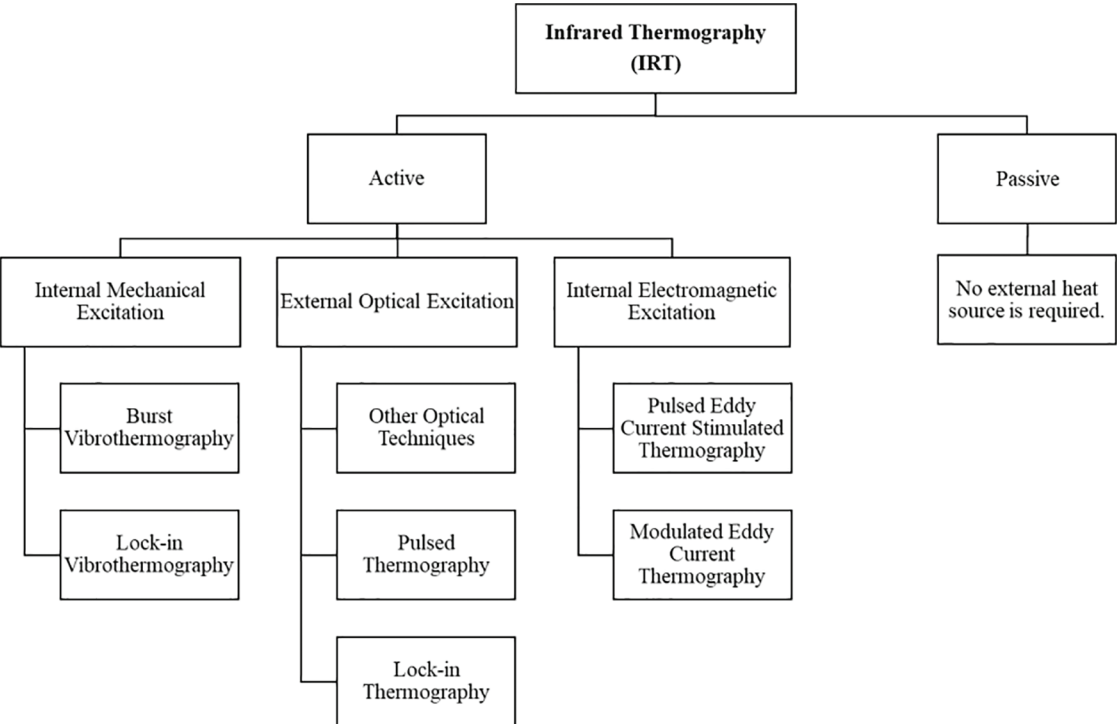 Infrared Thermography
(IRT)
Active
Passive
Internal Mechanical
Excitation
External Optical Excitation
Internal Electromagnetic
Excitation
No external heat
source is required.
Burst
Vibrothermography
Other Optical
Techniques
Pulsed Eddy
Current Stimulated
Thermography
Lock-in
Vibrothermography
Pulsed
Thermography
Modulated Eddy
Current
Thermography
Lock-in
Thermography